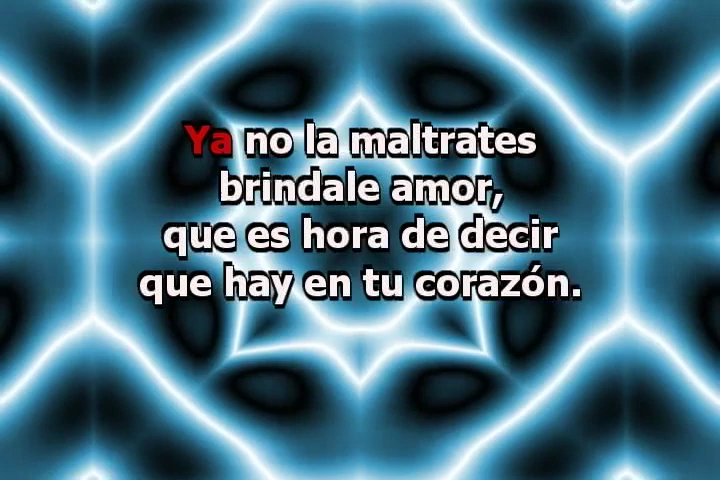 Ya no la maltrates
brindale amor,
que es hora de decir
que hay en tu corazón.